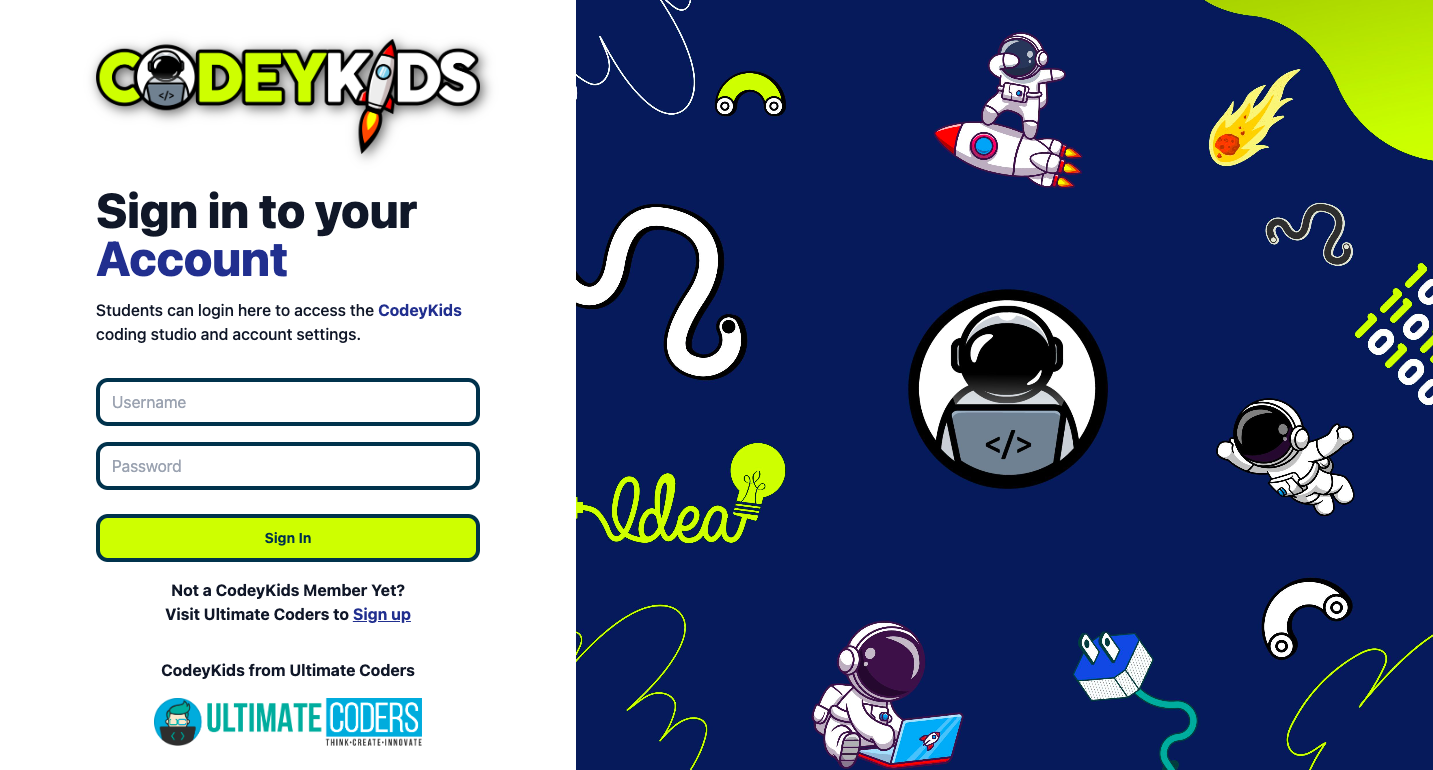 CODEYKIDS
</>
Sign in to your
Account
Students can login here to access the CodeyKids
coding studio and account settings.
Username
Password
Sign In
Not a CodeyKids Member Yet?
Visit Ultimate Coders to Sign up
CodeyKids from Ultimate Coders
ULTIMATE CODERS
THINK•CREATE•INNOVATE
</>
Idea